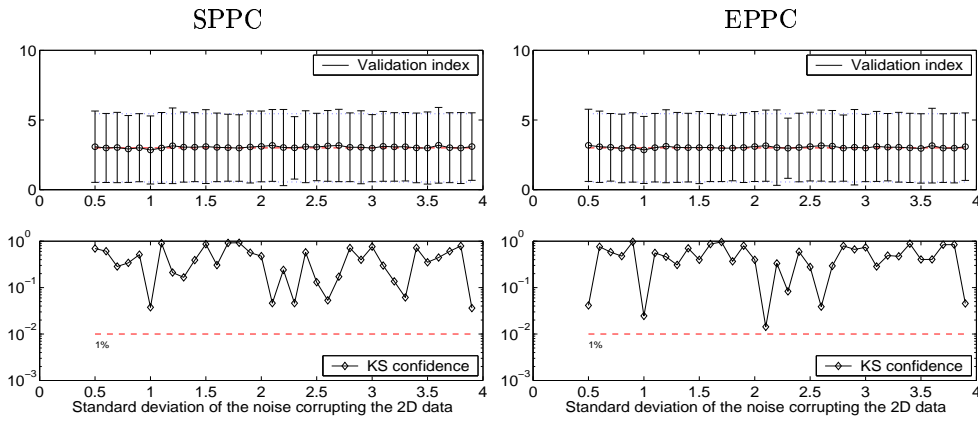 SPPC
EPPC
10
5
0
Validation index
0 0.5 1 1.5 2 2.5 3 3.5 4
10
5
0
Validation index
0 0.5 1 1.5 2 2.5 3 3.5 4
10^0
10^-1
10^-2
10^-3
1%
KS confidence
0 0.5 1 1.5 2 2.5 3 3.5 4
Standard deviation of the noise corrupting the 2D data
10^0
10^-1
10^-2
10^-3
1%
KS confidence
0 0.5 1 1.5 2 2.5 3 3.5 4
Standard deviation of the noise corrupting the 2D data